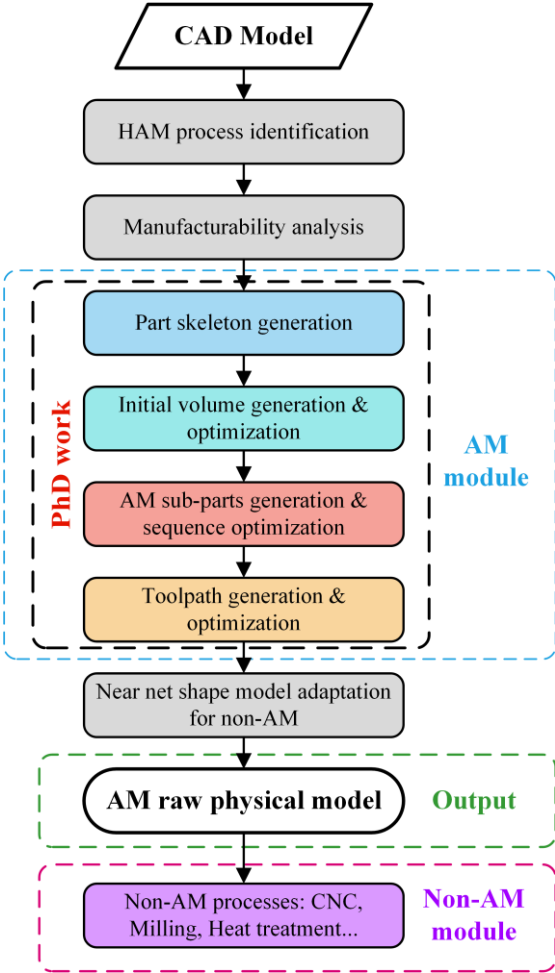 CAD Model
HAM process identification
Manufacturability analysis
Part skeleton generation
Initial volume generation &
optimization
PhD work
AM
module
AM sub-parts generation &
sequence optimization
Toolpath generation &
optimization
Near net shape model adaptation
for non-AM
AM raw physical model
Output
Non-AM processes: CNC,
Milling, Heat treatment...
Non-AM
module